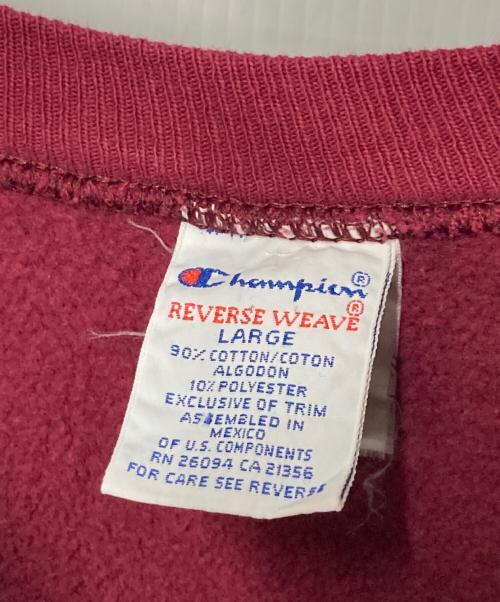 Champion®
REVERSE WEAVE®
LARGE
90% COTTON/COTON
ALGODON
10% POLYESTER
EXCLUSIVE OF TRIM
ASSEMBLED IN
MEXICO
OF U.S. COMPONENTS
RN 26094 CA 21356
FOR CARE SEE REVERSE